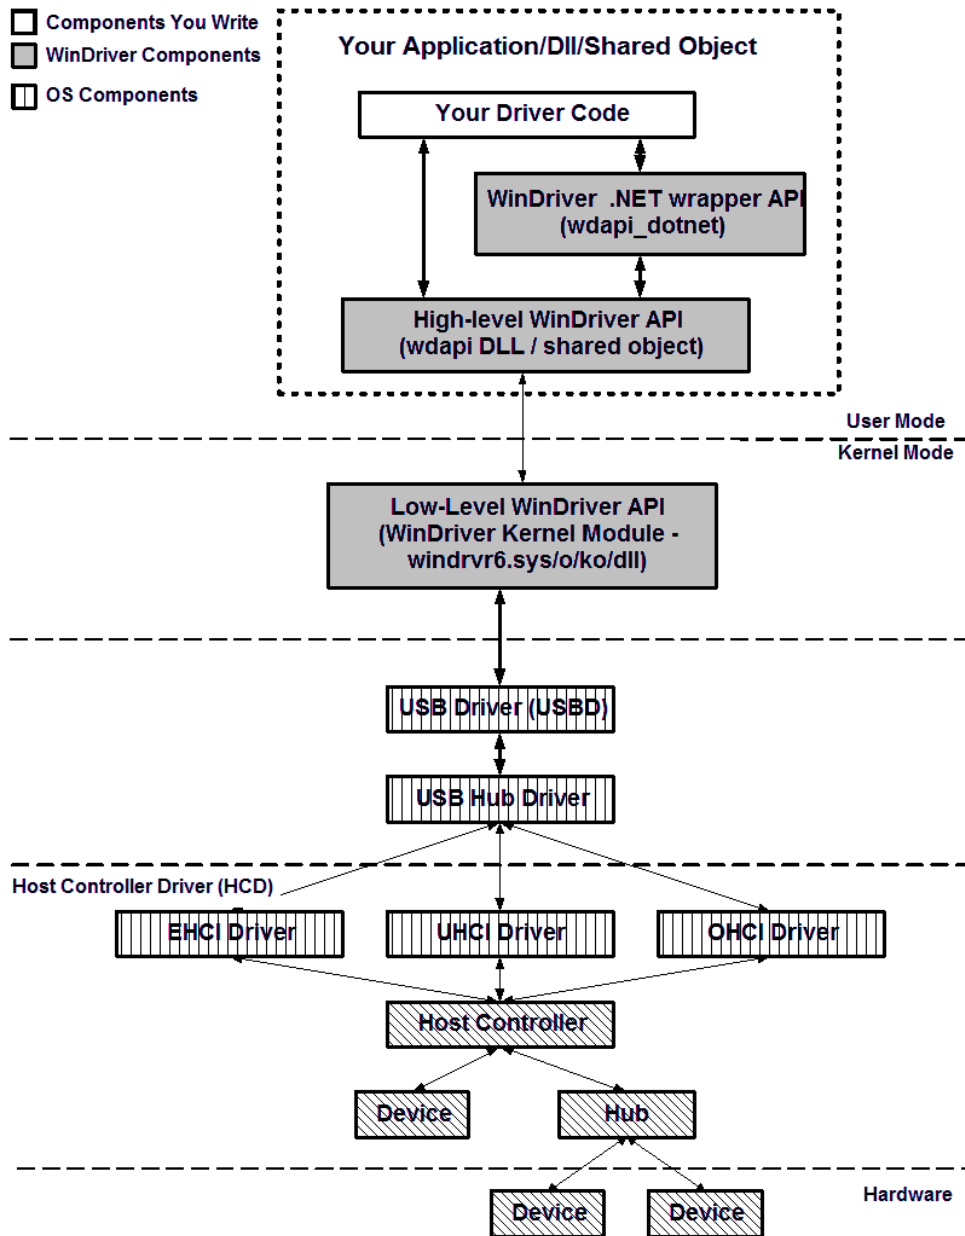 Components You Write
WinDriver Components
OS Components
Your Application/Dll/Shared Object
Your Driver Code
WinDriver .NET wrapper API
(wdapi_dotnet)
High-level WinDriver API
(wdapi DLL / shared object)
User Mode
Kernel Mode
Low-Level WinDriver API
(WinDriver Kernel Module -
windrvr6.sys/o/ko/dll)
USB Driver (USBD)
USB Hub Driver
Host Controller Driver (HCD)
EHCI Driver
UHCI Driver
OHCI Driver
Host Controller
Device
Hub
Hardware
Device
Device